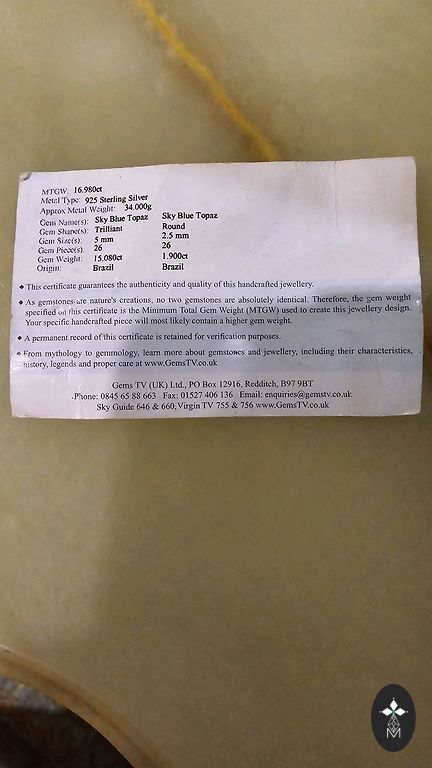 MTGW: 16.980ct
Metal Type: 925 Sterling Silver
Approx Metal Weight: 34.000g
Gem Name(s): Sky Blue Topaz Sky Blue Topaz
Gem Shape(s): Trilliant Round
Gem Size(s): 5 mm 2.5 mm
Gem Piece(s): 26 26
Gem Weight: 15.080ct 1.900ct
Origin: Brazil Brazil
◆ This certificate guarantees the authenticity and quality of this handcrafted jewellery.
◆ As gemstones are nature's creations, no two gemstones are absolutely identical. Therefore, the gem weight
specified on this certificate is the Minimum Total Gem Weight (MTGW) used to create this jewellery design.
Your specific handcrafted piece will most likely contain a higher gem weight.
◆ A permanent record of this certificate is retained for verification purposes.
◆ From mythology to gemmology, learn more about gemstones and jewellery, including their characteristics,
history, legends and proper care at www.GemsTV.co.uk
Gems TV (UK) Ltd., PO Box 12916, Redditch, B97 9BT
Phone: 0845 65 88 663 Fax: 01527 406 136 Email: enquiries@gemstv.co.uk
Sky Guide 646 & 660, Virgin TV 755 & 756 www.GemsTV.co.uk
M